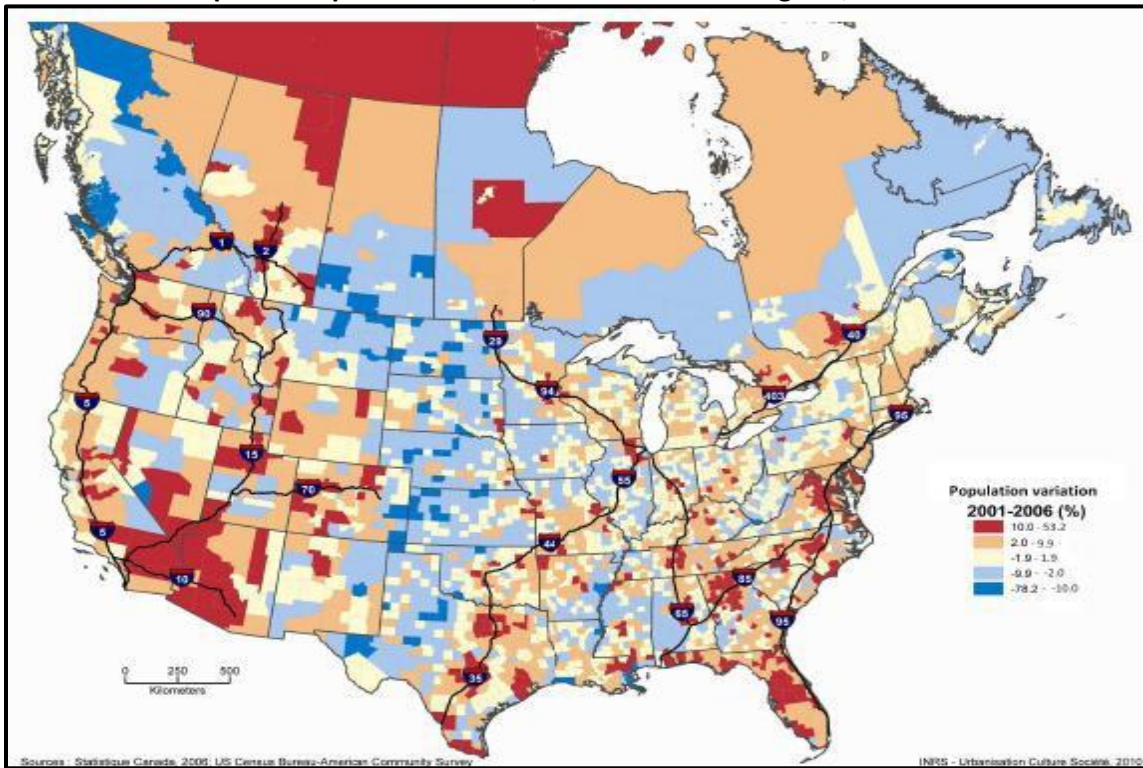 1
2
90
29
94
40
403
95
5
15
55
70
44
5
10
85
65
95
35
Population variation
2001-2006 (%)
10.0 - 53.2
2.0 - 9.9
-1.9 - 1.9
-9.9 - -2.0
-78.2 - -10.0
0 250 500
Kilometers
Sources : Statistique Canada, 2006; US Census Bureau-American Community Survey
INRS - Urbanisation Culture Société, 2010